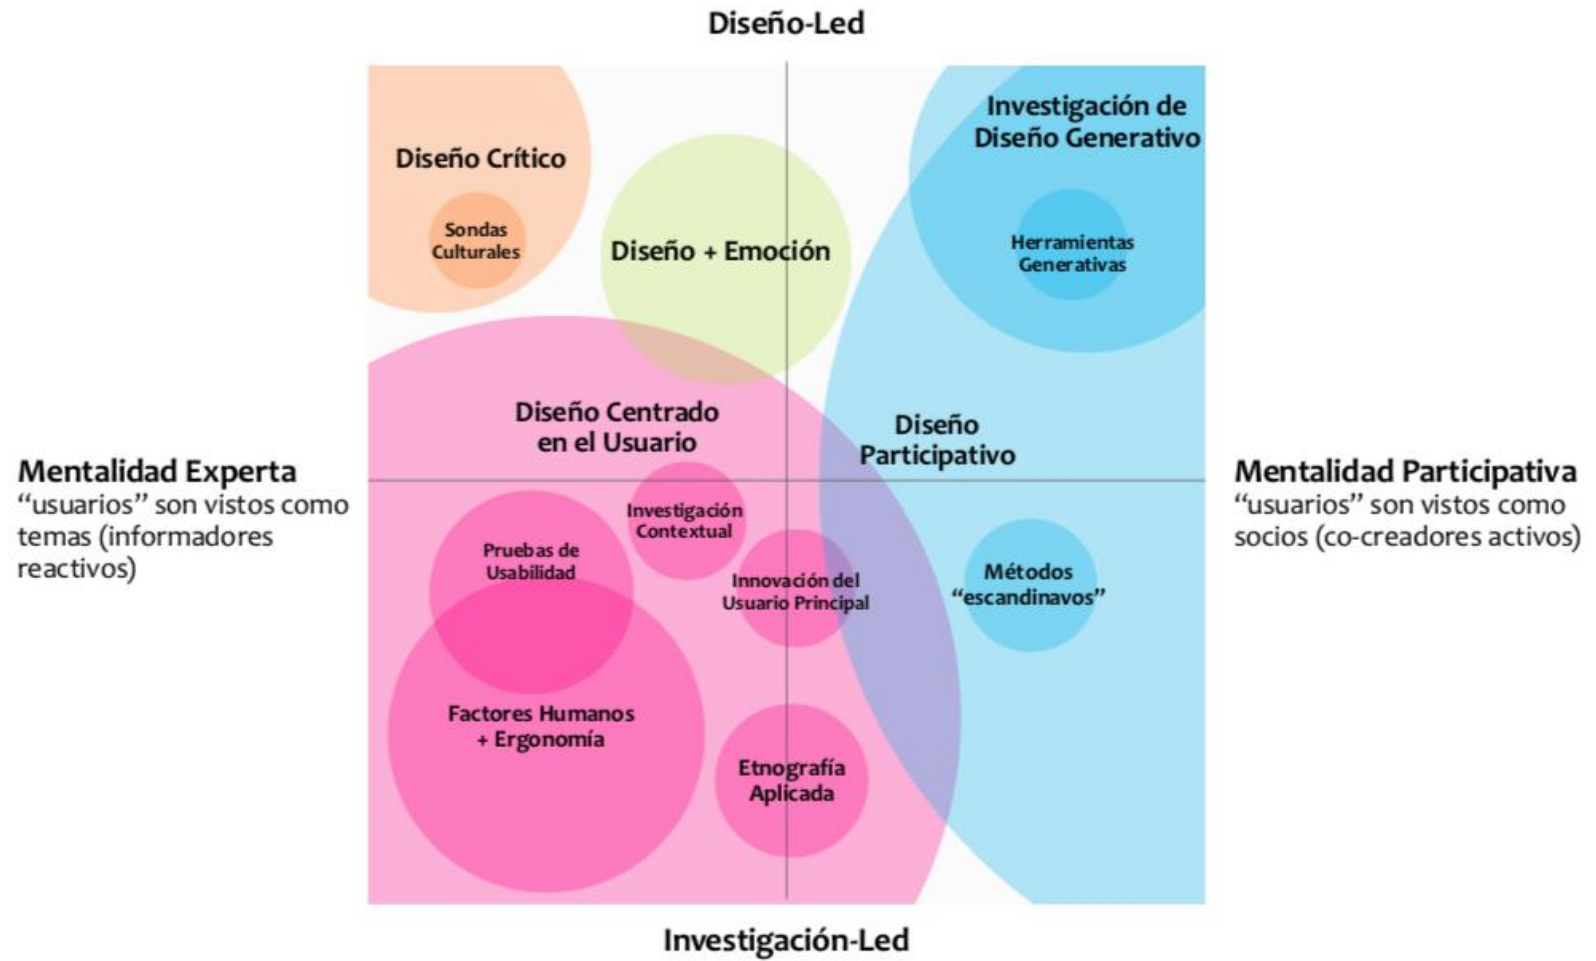 Diseño-Led
Investigación de
Diseño Generativo
Diseño Crítico
Sondas
Culturales
Diseño + Emoción
Herramientas
Generativas
Diseño Centrado
en el Usuario
Diseño
Participativo
Mentalidad Experta
“usuarios” son vistos como
temas (informadores
reactivos)
Mentalidad Participativa
“usuarios” son vistos como
socios (co-creadores activos)
Investigación
Contextual
Pruebas de
Usabilidad
Innovación del
Usuario Principal
Métodos
“escandinavos”
Factores Humanos
+ Ergonomía
Etnografía
Aplicada
Investigación-Led